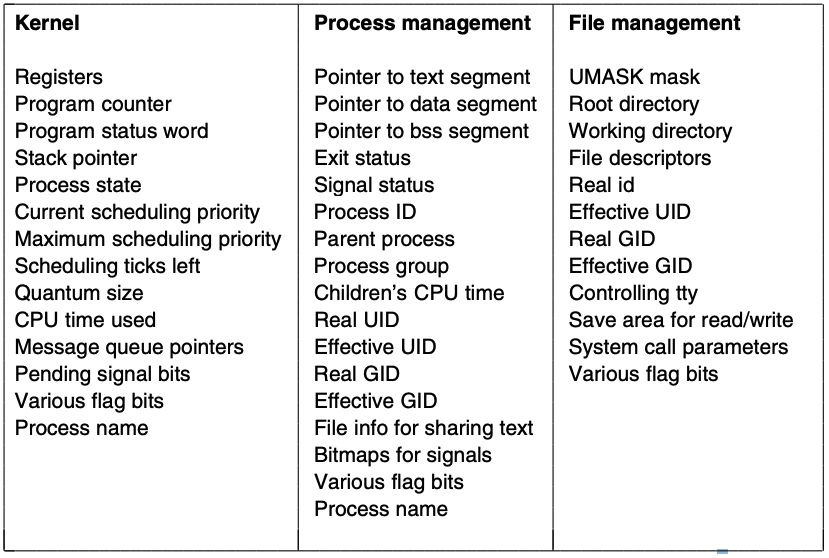 Kernel
Registers
Program counter
Program status word
Stack pointer
Process state
Current scheduling priority
Maximum scheduling priority
Scheduling ticks left
Quantum size
CPU time used
Message queue pointers
Pending signal bits
Various flag bits
Process name
Process management
Pointer to text segment
Pointer to data segment
Pointer to bss segment
Exit status
Signal status
Process ID
Parent process
Process group
Children's CPU time
Real UID
Effective UID
Real GID
Effective GID
File info for sharing text
Bitmaps for signals
Various flag bits
Process name
File management
UMASK mask
Root directory
Working directory
File descriptors
Real id
Effective UID
Real GID
Effective GID
Controlling tty
Save area for read/write
System call parameters
Various flag bits